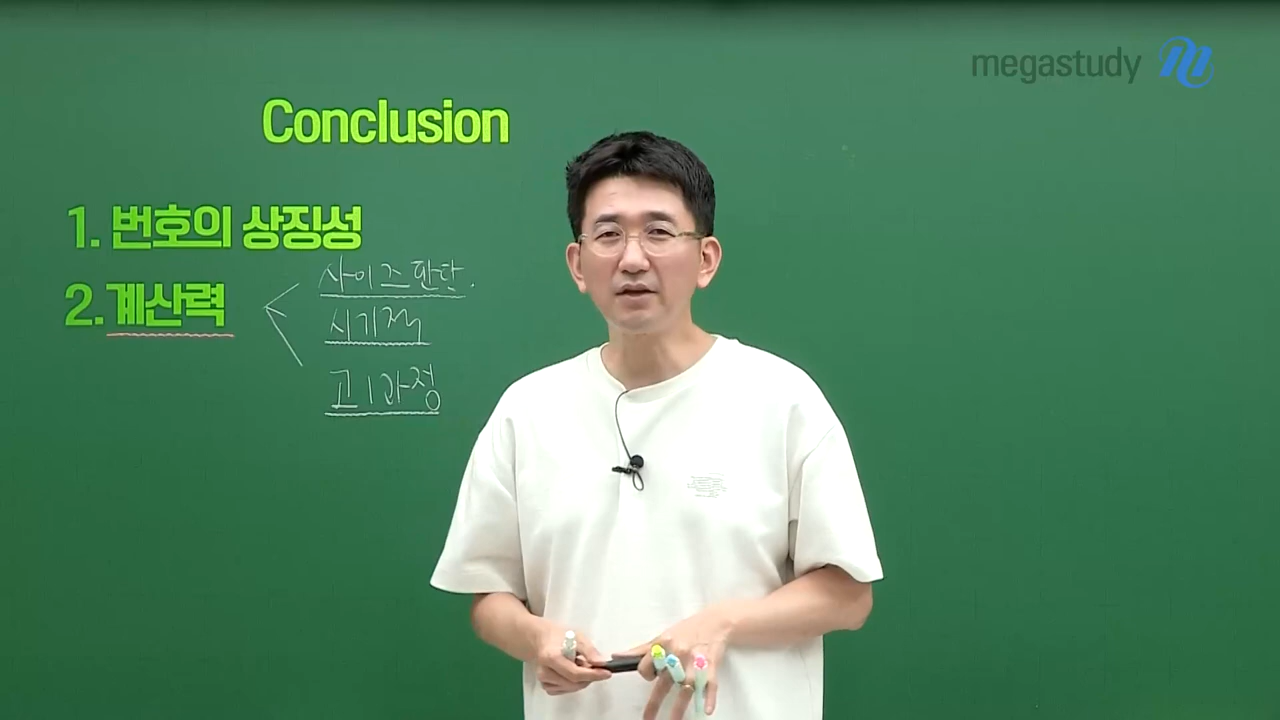 megastudy
Conclusion
1. 번호의 상징성
2. 계산력
사이즈 판단.
시기적
고1과정